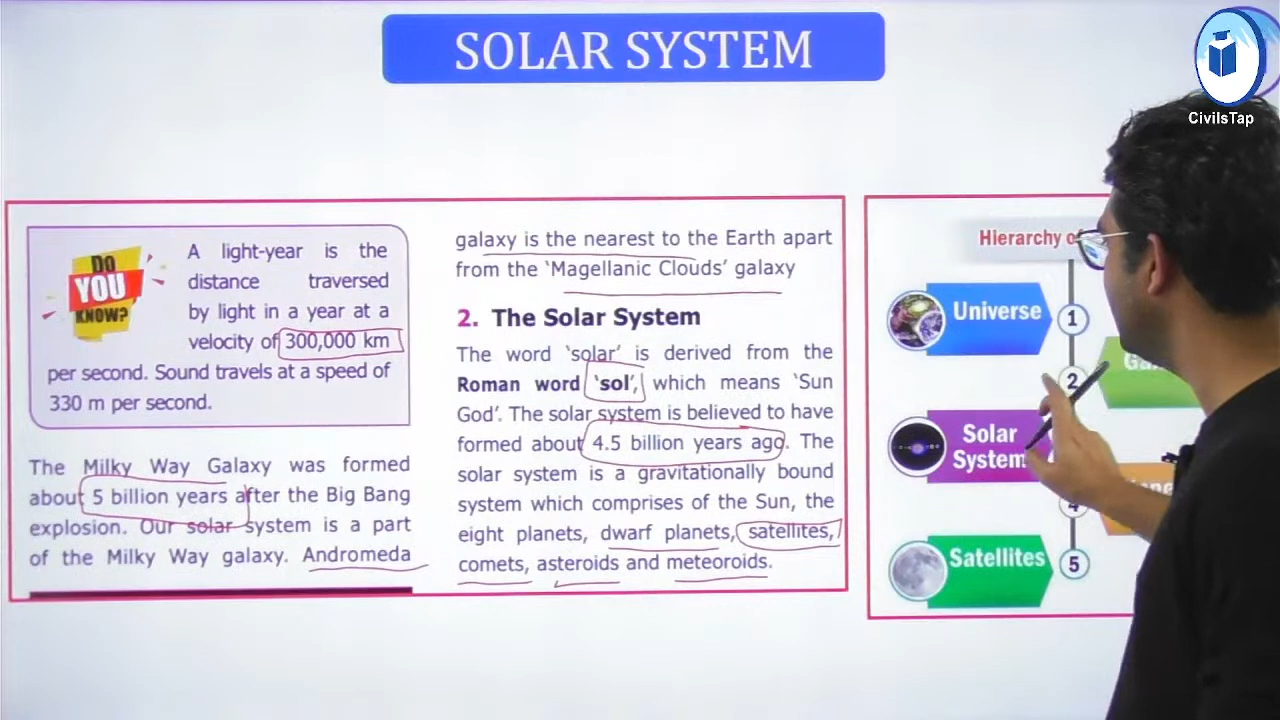 SOLAR SYSTEM
CivilsTap
DO
YOU
KNOW?
A light-year is the
distance traversed
by light in a year at a
velocity of 300,000 km
per second. Sound travels at a speed of
330 m per second.
The Milky Way Galaxy was formed
about 5 billion years after the Big Bang
explosion. Our solar system is a part
of the Milky Way galaxy. Andromeda
galaxy is the nearest to the Earth apart
from the ‘Magellanic Clouds’ galaxy
2. The Solar System
The word ‘solar’ is derived from the
Roman word ‘sol’, which means ‘Sun
God’. The solar system is believed to have
formed about 4.5 billion years ago. The
solar system is a gravitationally bound
system which comprises of the Sun, the
eight planets, dwarf planets, satellites,
comets, asteroids and meteoroids.
Hierarchy
Universe
1
2
Solar
System
4
Satellites
5